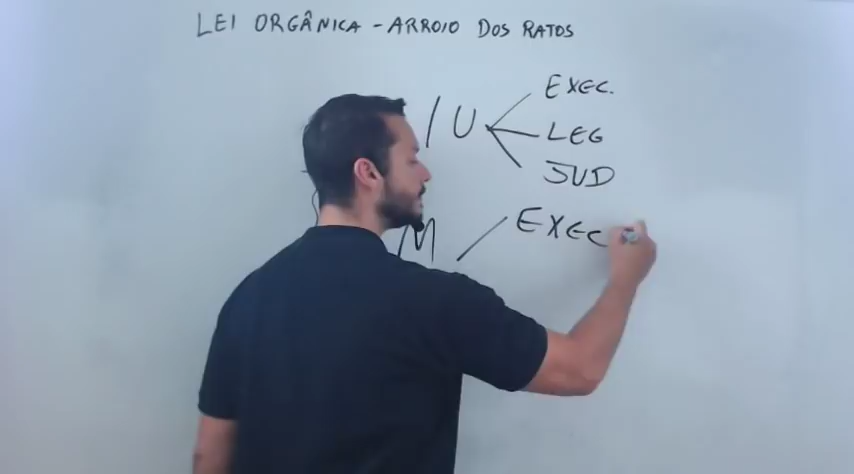 LEI ORGÂNICA - ARROIO DOS RATOS
EXEC.
/ U LEG
JUD
M EXEC